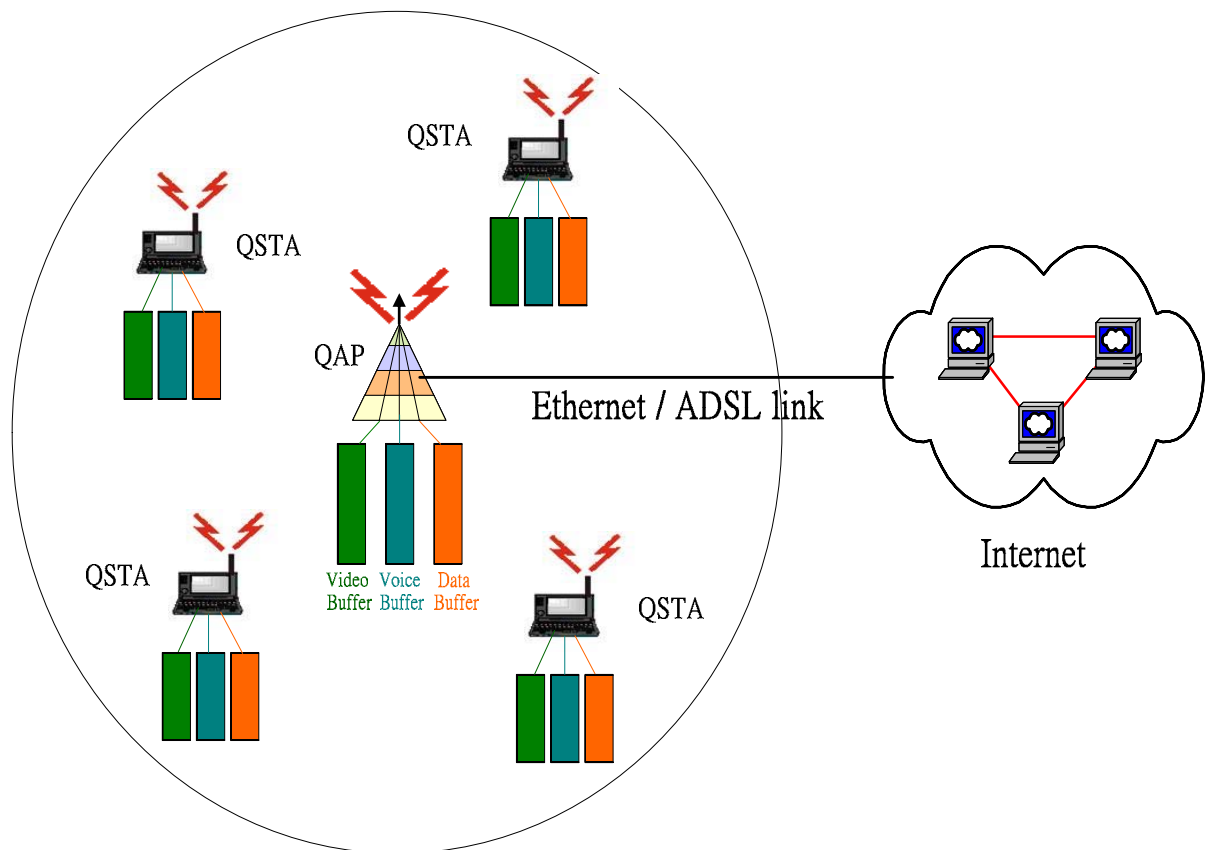 QSTA
QSTA
QAP
Ethernet / ADSL link
Video Buffer
Voice Buffer
Data Buffer
Internet
QSTA
QSTA